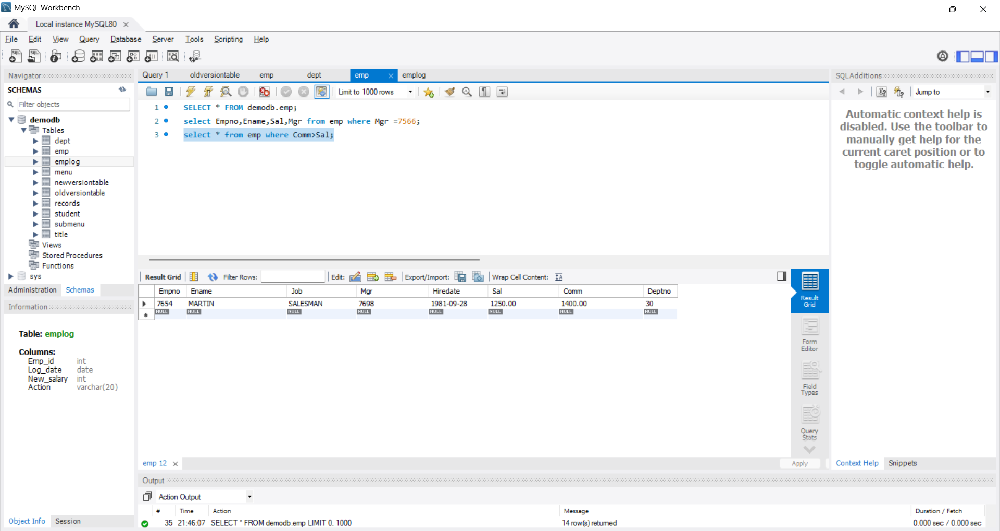 MySQL Workbench
Local instance MySQL80
File Edit View Query Database Server Tools Scripting Help
Navigator
SCHEMAS
Filter objects
demodb
Tables
dept
emp
emplog
menu
newversiontable
oldversiontable
records
student
submenu
title
Views
Stored Procedures
Functions
sys
Administration Schemas
Information
Table: emplog
Columns:
Emp_id int
Log_date date
New_salary int
Action varchar(20)
Object Info Session
Query 1 oldversiontable emp dept emp emplog
Limit to 1000 rows
1 SELECT * FROM demodb.emp;
2 select Empno,Ename,Sal,Mgr from emp where Mgr =7566;
3 select * from emp where Comm>Sal;
Result Grid Filter Rows: Edit: Export/Import: Wrap Cell Content:
Empno Ename Job Mgr Hiredate Sal Comm Deptno
7654 MARTIN SALESMAN 7698 1981-09-28 1250.00 1400.00 30
NULL NULL NULL NULL NULL NULL NULL NULL
Result
Grid
Form
Editor
Field
Types
Query
Stats
emp 12
Apply
SQLAdditions
Jump to
Automatic context help is
disabled. Use the toolbar to
manually get help for the
current caret position or to
toggle automatic help.
Context Help Snippets
Output
Action Output
# Time Action Message Duration / Fetch
35 21:46:07 SELECT * FROM demodb.emp LIMIT 0, 1000 14 row(s) returned 0.000 sec / 0.000 sec